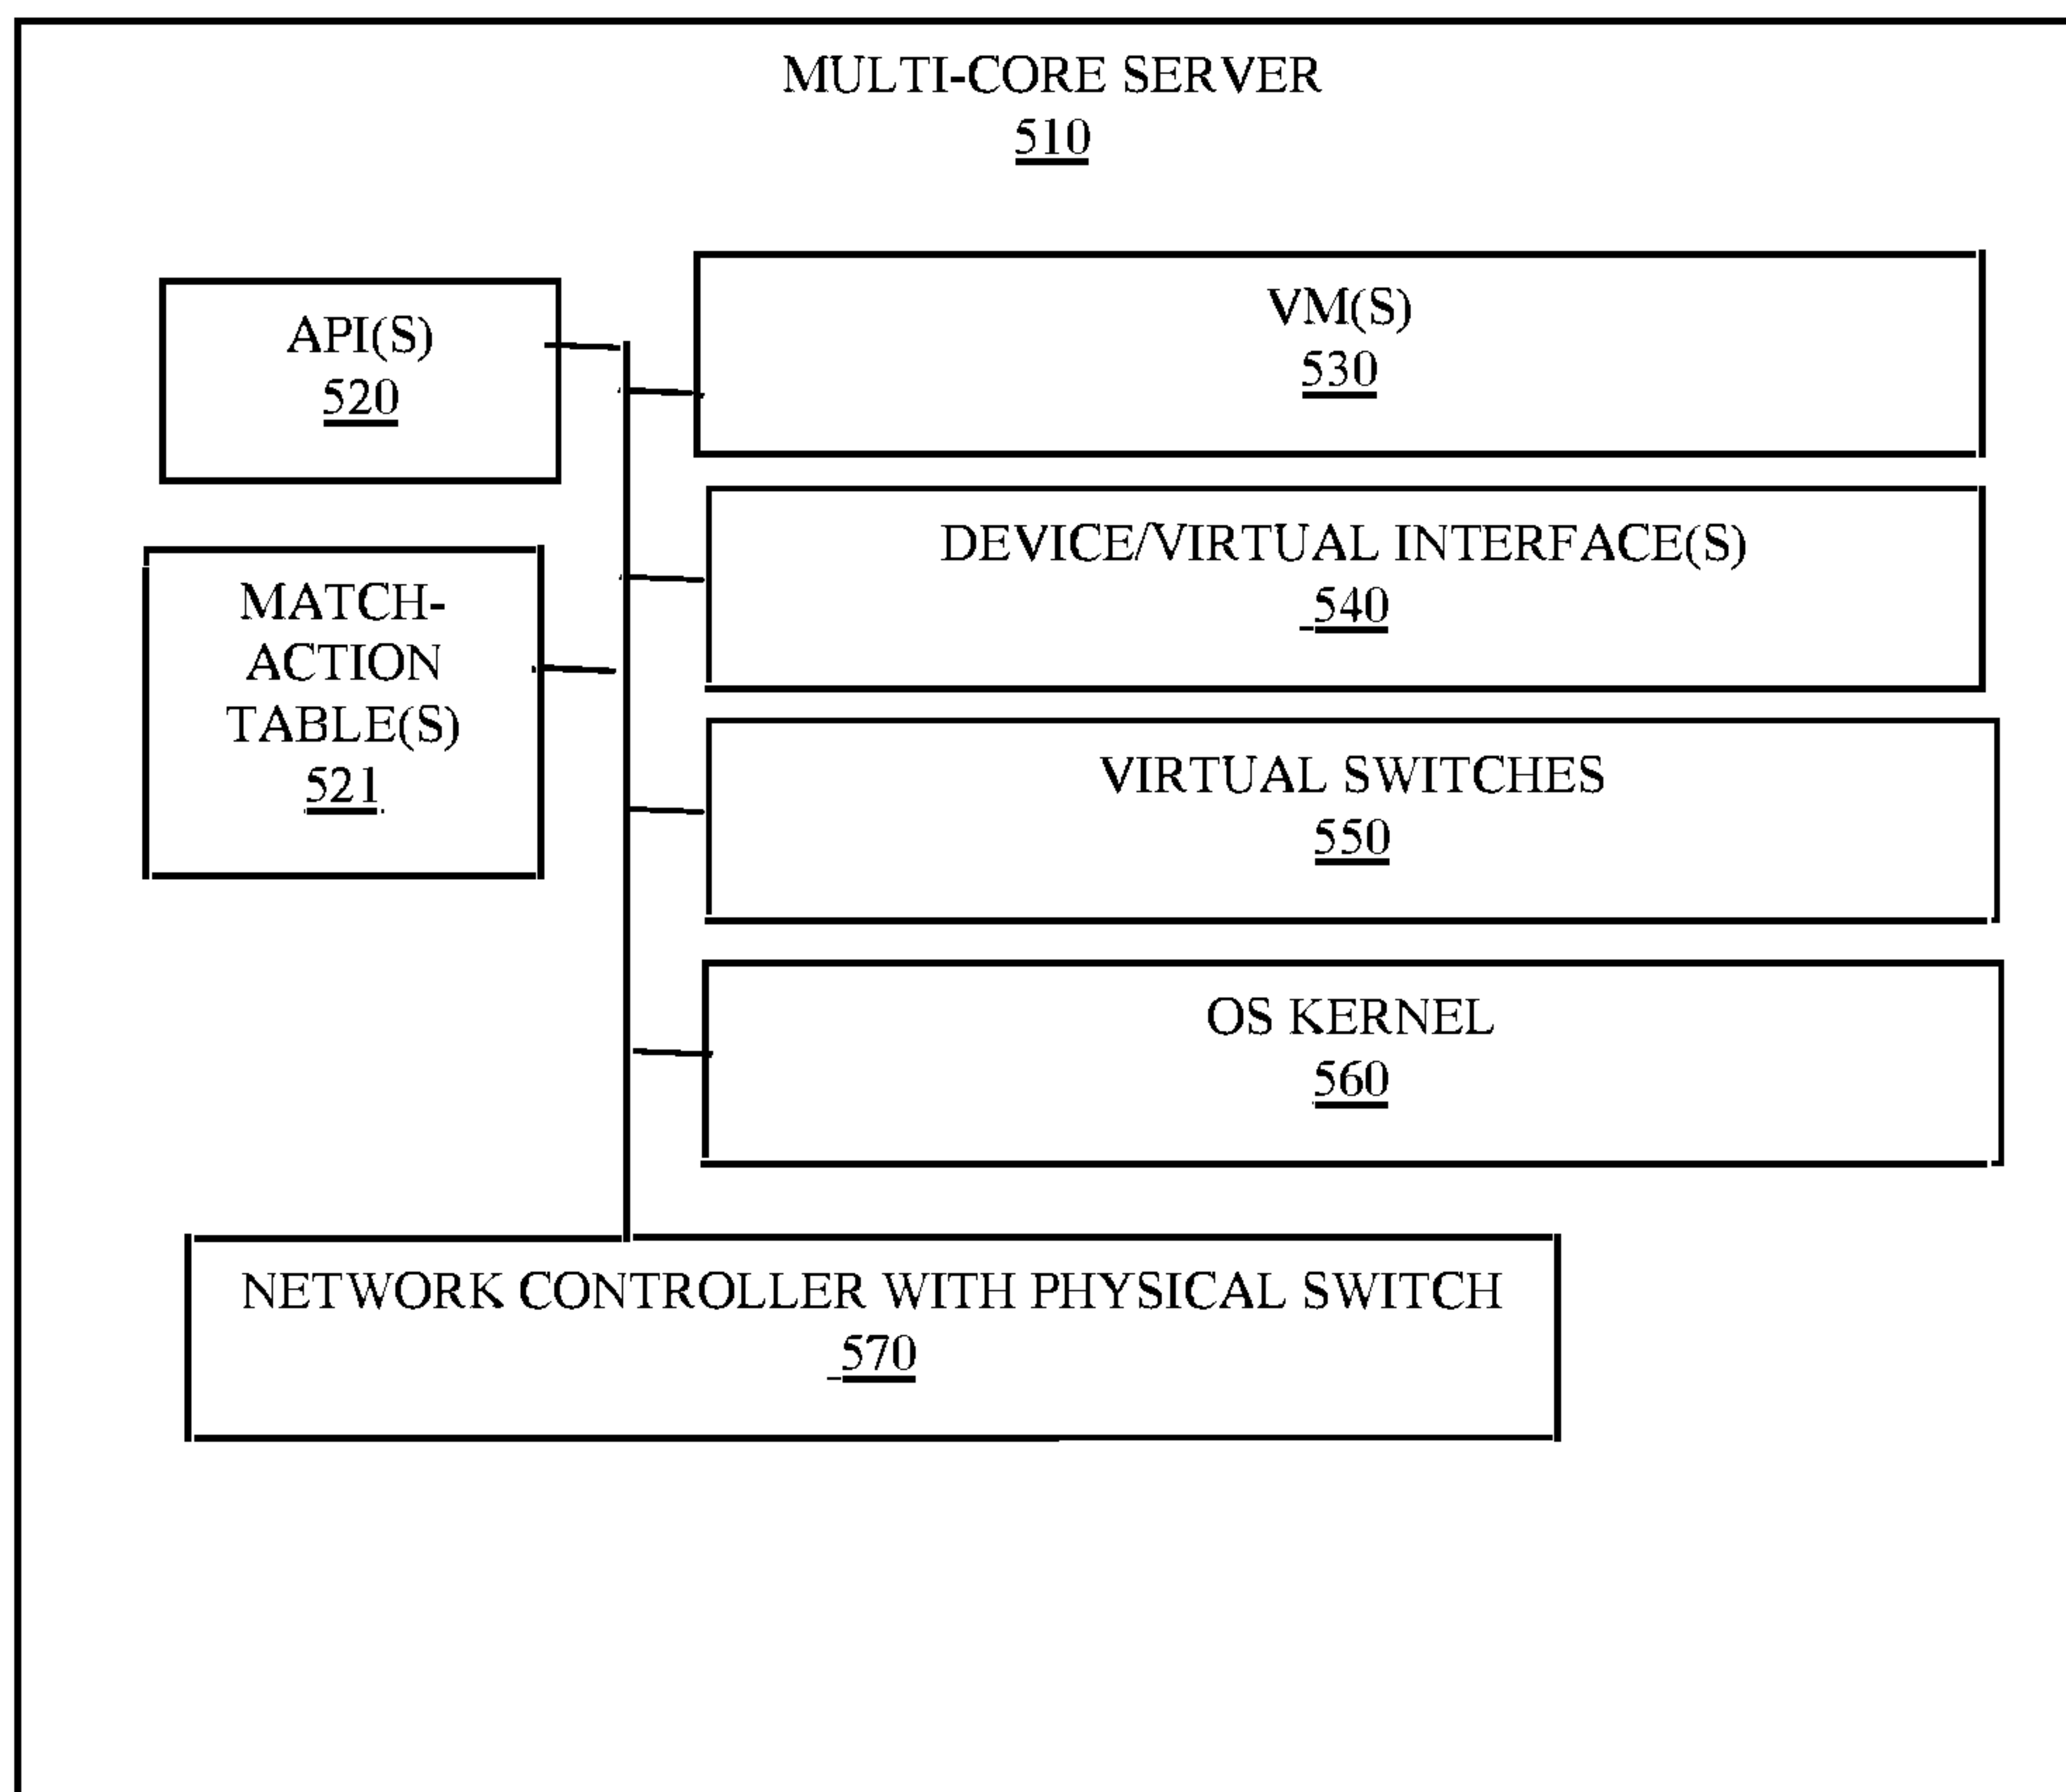 MULTI-CORE SERVER
510
API(S)
520
VM(S)
530
MATCH-
ACTION
TABLE(S)
521
DEVICE/VIRTUAL INTERFACE(S)
540
VIRTUAL SWITCHES
550
OS KERNEL
560
NETWORK CONTROLLER WITH PHYSICAL SWITCH
570